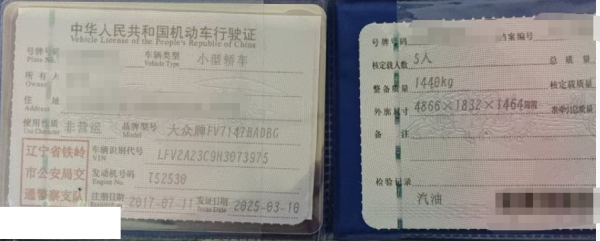 中华人民共和国机动车行驶证
Vehicle License of the People's Republic of China
号牌号码
Plate No.
车辆类型 小型轿车
Vehicle Type
所有人
Owner
住址
Address
使用性质 非营运 品牌型号 大众牌FV7147BADBG
Use Character Model
辽宁省铁岭
市公安局交
通警察支队
车辆识别代号 LFV2A23C9H3073975
VIN
发动机号码 T52530
Engine No.
注册日期 2017-07-11 发证日期 2025-03-10
号牌号码 档案编号
核定载人数 5人 总质量
整备质量 1440kg 核定载质量
外廓尺寸 4866×1832×1464 准牵引总质量
备注
检验记录
汽油